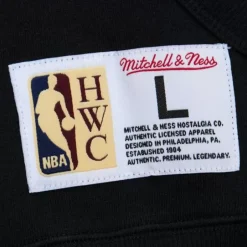 Mitchell & Ness
HWC
NBA
L
MITCHELL & NESS NOSTALGIA CO.
AUTHENTIC LICENSED APPAREL
DESIGNED IN PHILADELPHIA, PA
ESTABLISHED 1904
AUTHENTIC. PREMIUM. LEGENDARY.